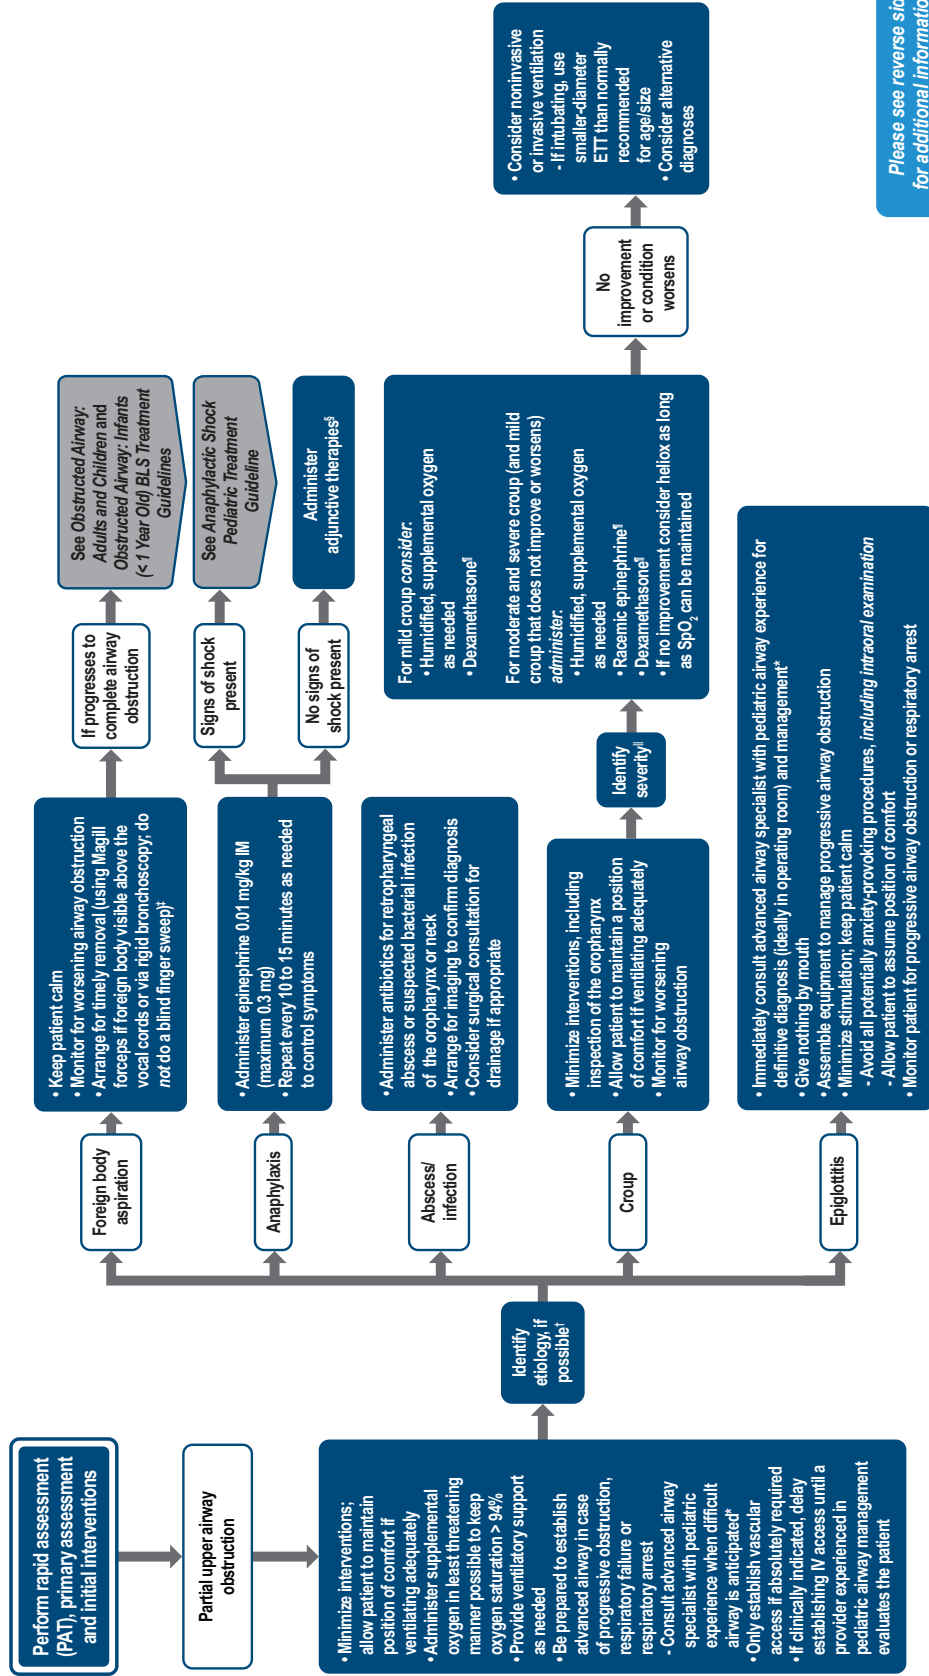 Perform rapid assessment
(PAT), primary assessment
and initial interventions
Partial upper airway
obstruction
• Minimize interventions;
allow patient to maintain
position of comfort if
ventilating adequately
• Administer supplemental
oxygen in least threatening
manner possible to keep
oxygen saturation > 94%
• Provide ventilatory support
as needed
• Be prepared to establish
advanced airway in case
of progressive obstruction,
respiratory failure or
respiratory arrest
- Consult advanced airway
specialist with pediatric
experience when difficult
airway is anticipated*
• Only establish vascular
access if absolutely required
• If clinically indicated, delay
establishing IV access until a
provider experienced in
pediatric airway management
evaluates the patient
Identify
etiology, if
possible†
Foreign body
aspiration
• Keep patient calm
• Monitor for worsening airway obstruction
• Arrange for timely removal (using Magill
forceps if foreign body visible above the
vocal cords or via rigid bronchoscopy; do
not do a blind finger sweep)‡
If progresses to
complete airway
obstruction
See Obstructed Airway:
Adults and Children and
Obstructed Airway: Infants
(< 1 Year Old) BLS Treatment
Guidelines
Anaphylaxis
• Administer epinephrine 0.01 mg/kg IM
(maximum 0.3 mg)
• Repeat every 10 to 15 minutes as needed
to control symptoms
Signs of shock
present
See Anaphylactic Shock
Pediatric Treatment
Guideline
No signs of
shock present
Administer
adjunctive therapies§
Abscess/
infection
• Administer antibiotics for retropharyngeal
abscess or suspected bacterial infection
of the oropharynx or neck
• Arrange for imaging to confirm diagnosis
• Consider surgical consultation for
drainage if appropriate
Croup
• Minimize interventions, including
inspection of the oropharynx
• Allow patient to maintain a position
of comfort if ventilating adequately
• Monitor for worsening
airway obstruction
Identify
severity||
For mild croup consider:
• Humidified, supplemental oxygen
as needed
• Dexamethasone¶
For moderate and severe croup (and mild
croup that does not improve or worsens)
administer:
• Humidified, supplemental oxygen
as needed
• Racemic epinephrine¶
• Dexamethasone¶
• If no improvement consider heliox as long
as SpO₂ can be maintained
No
improvement
or condition
worsens
• Consider noninvasive
or invasive ventilation
- If intubating, use
smaller-diameter
ETT than normally
recommended
for age/size
• Consider alternative
diagnoses
Epiglottitis
• Immediately consult advanced airway specialist with pediatric airway experience for
definitive diagnosis (ideally in operating room) and management*
• Give nothing by mouth
• Assemble equipment to manage progressive airway obstruction
• Minimize stimulation; keep patient calm
- Avoid all potentially anxiety-provoking procedures, including intraoral examination
- Allow patient to assume position of comfort
• Monitor patient for progressive airway obstruction or respiratory arrest
Please see reverse sid
for additional informatio